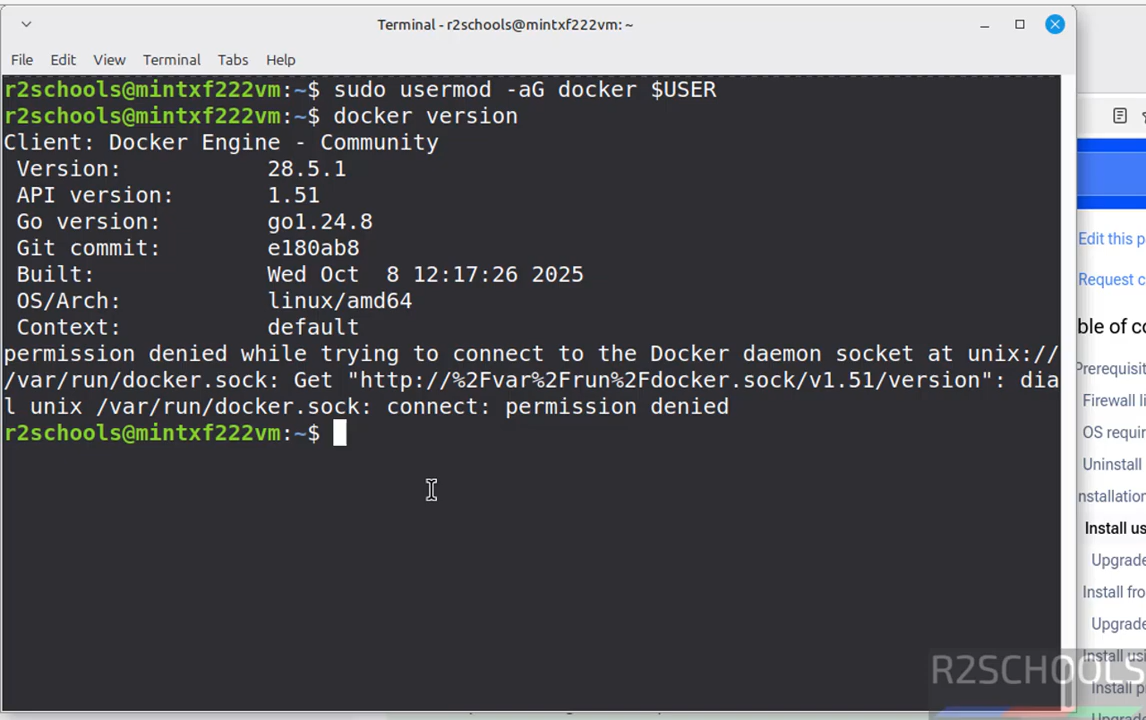 Terminal - r2schools@mintxf222vm: ~
File Edit View Terminal Tabs Help
r2schools@mintxf222vm:~$ sudo usermod -aG docker $USER
r2schools@mintxf222vm:~$ docker version
Client: Docker Engine - Community
Version: 28.5.1
API version: 1.51
Go version: go1.24.8
Git commit: e180ab8
Built: Wed Oct  8 12:17:26 2025
OS/Arch: linux/amd64
Context: default
permission denied while trying to connect to the Docker daemon socket at unix://
/var/run/docker.sock: Get "http://%2Fvar%2Frun%2Fdocker.sock/v1.51/version": dia
l unix /var/run/docker.sock: connect: permission denied
r2schools@mintxf222vm:~$
Edit this p
Request c
ble of co
Prerequisit
Firewall li
OS requir
Uninstall
nstallation
Install us
Upgrade
Install fro
Upgrade
Install usi
Install p
R2SCHOOLS